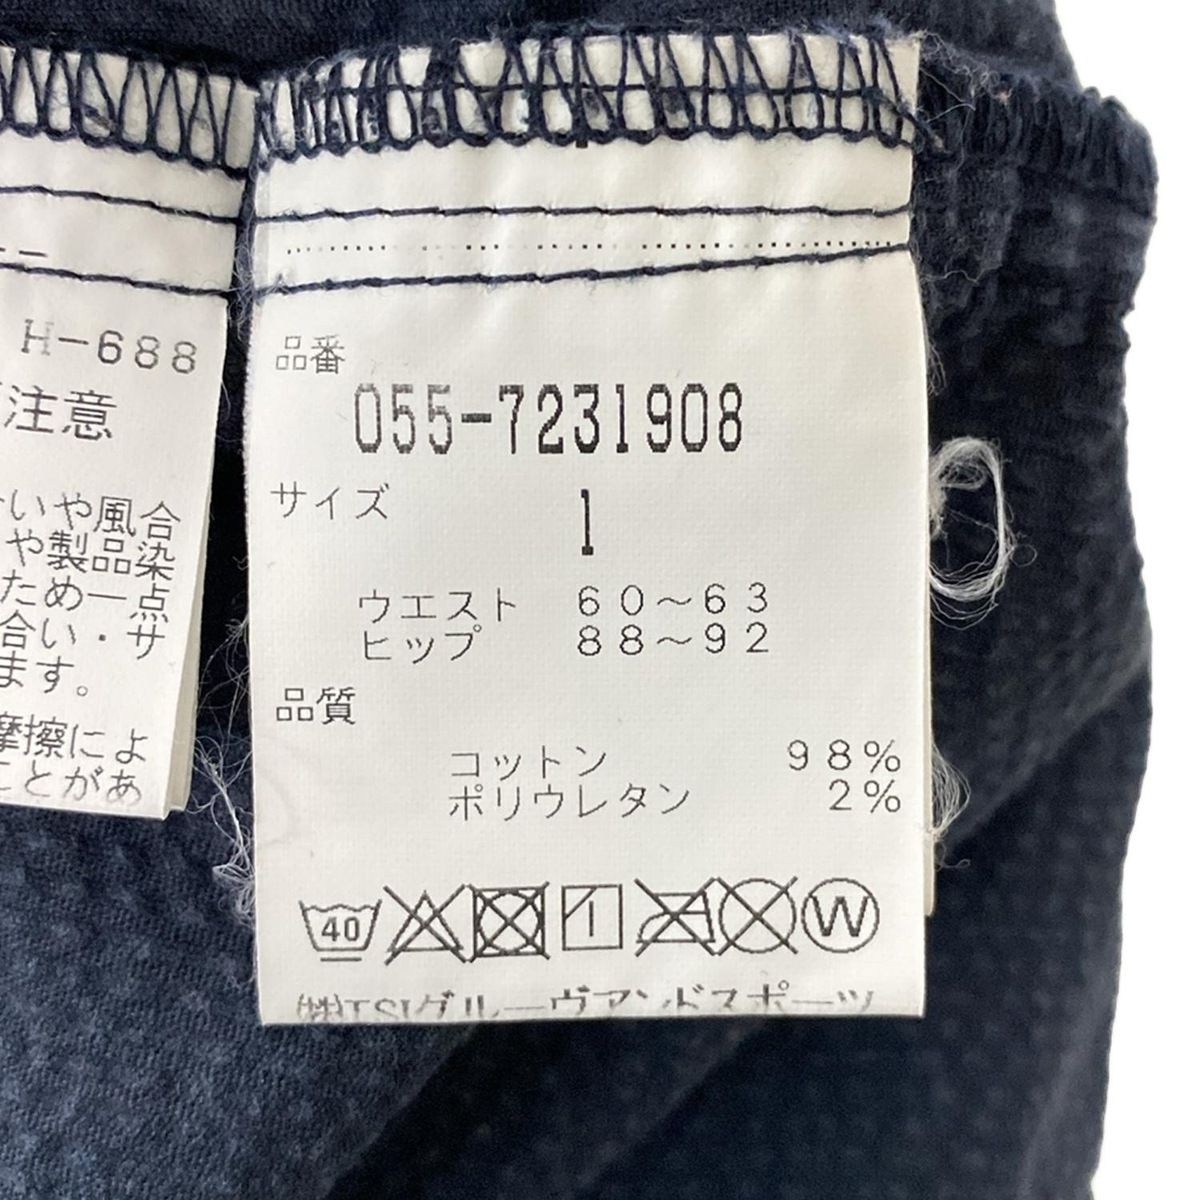 H-688
注意
いや風合
や製品染
ため一点
合い・サ
ます。
摩擦によ
ことがあ
品番
055-7231908
サイズ
1
ウエスト 60～63
ヒップ 88～92
品質
コットン 98%
ポリウレタン 2%
40
W
㈱TSIグルーヴアンドスポーツ